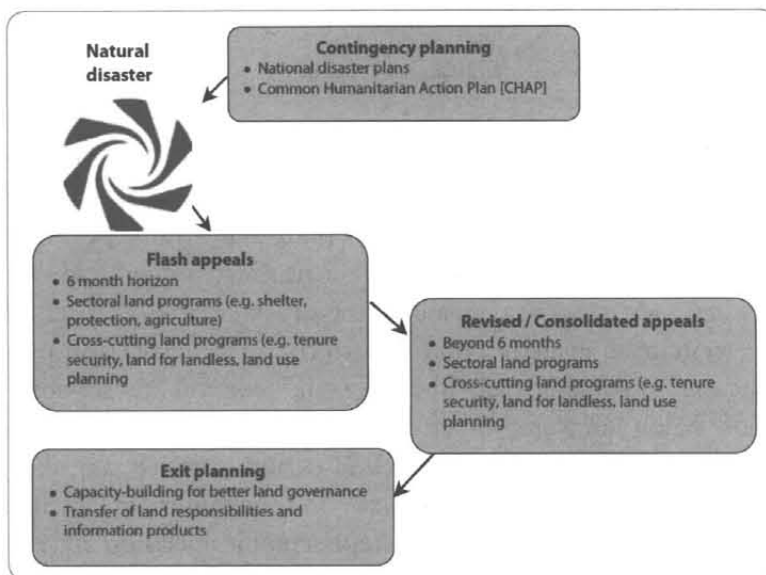 Natural
disaster
Contingency planning
• National disaster plans
• Common Humanitarian Action Plan [CHAP]
Flash appeals
• 6 month horizon
• Sectoral land programs (e.g. shelter,
protection, agriculture)
• Cross-cutting land programs (e.g. tenure
security, land for landless, land use
planning
Revised / Consolidated appeals
• Beyond 6 months
• Sectoral land programs
• Cross-cutting land programs (e.g. tenure
security, land for landless, land use
planning
Exit planning
• Capacity-building for better land governance
• Transfer of land responsibilities and
information products